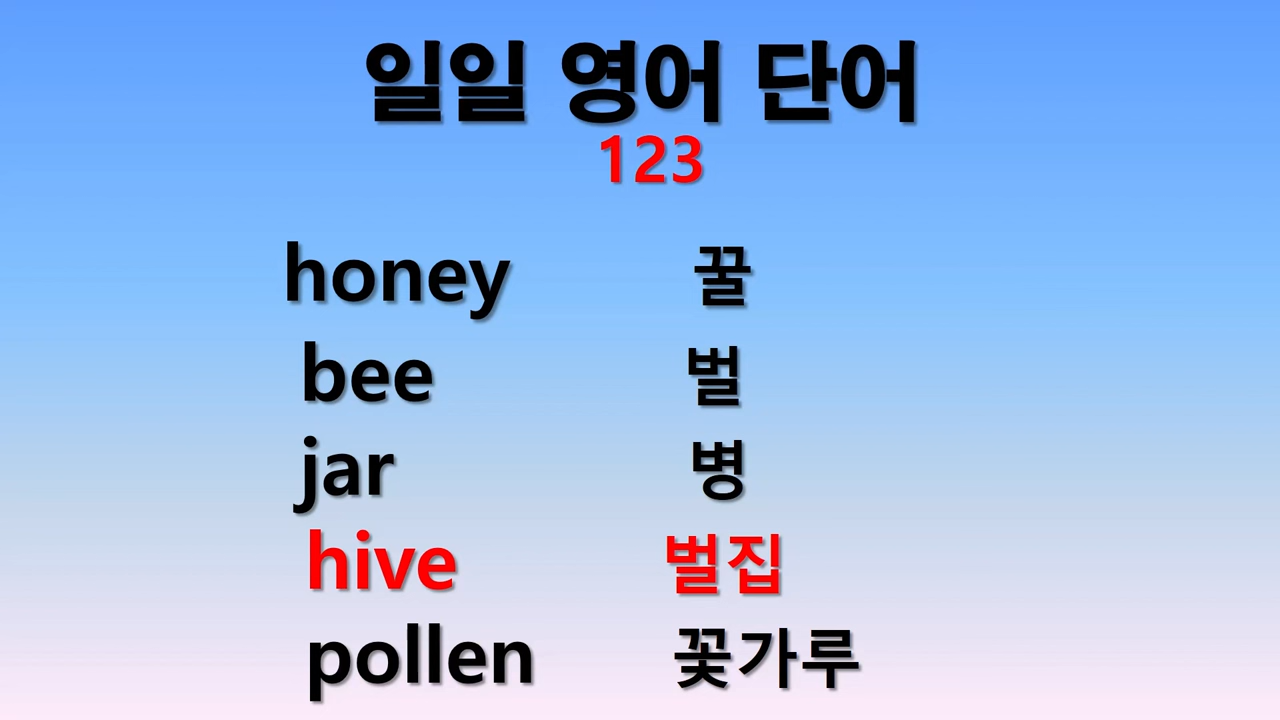 일일 영어 단어
123
honey 꿀
bee 벌
jar 병
hive 벌집
pollen 꽃가루